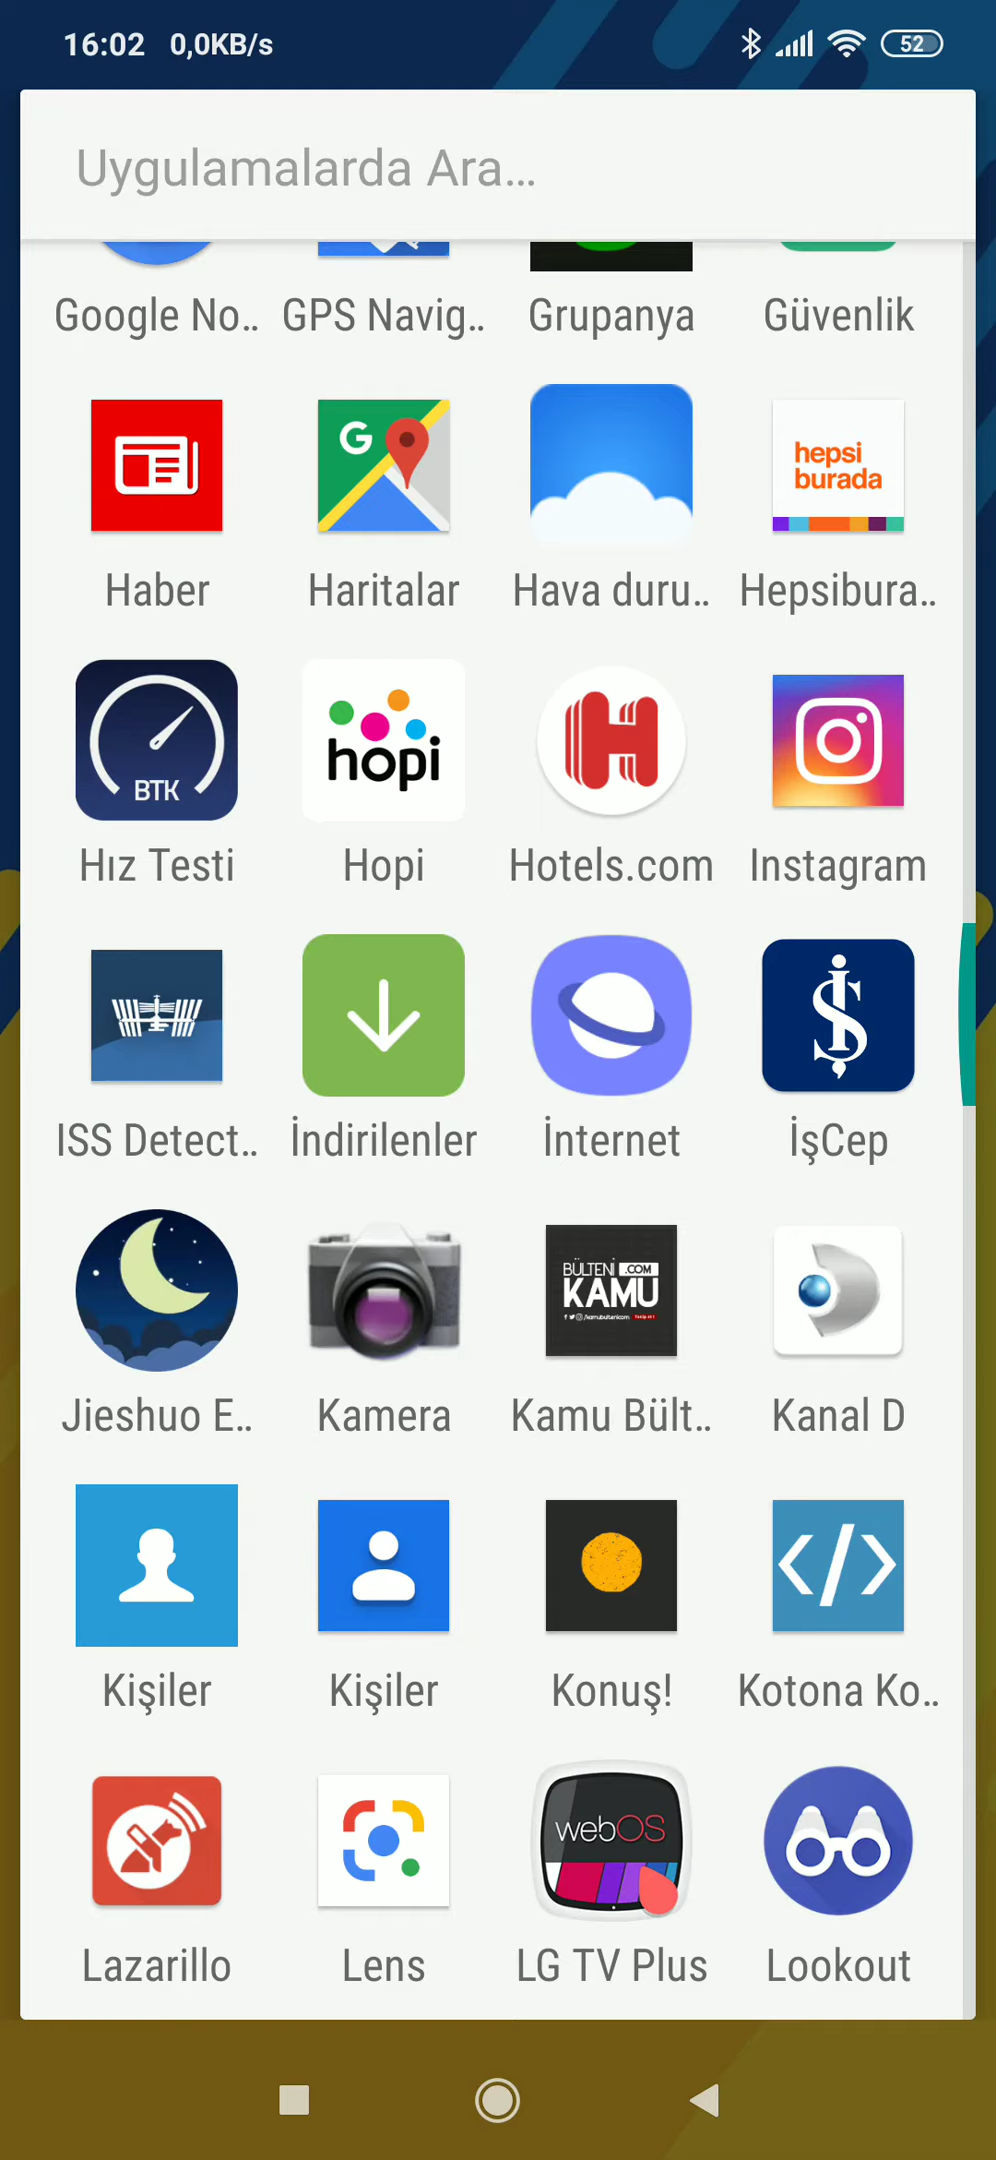 16:02 0,0KB/s 52
Uygulamalarda Ara...
Google No.. GPS Navig.. Grupanya Güvenlik
G hepsi
burada
Haber Haritalar Hava duru.. Hepsibura..
BTK hopi H
Hız Testi Hopi Hotels.com Instagram
ISS Detect.. İndirilenler İnternet İşCep
BÜLTENİ .COM
KAMU
Jieshuo E.. Kamera Kamu Bült.. Kanal D
Kişiler Kişiler Konuş! Kotona Ko..
webOS
Lazarillo Lens LG TV Plus Lookout